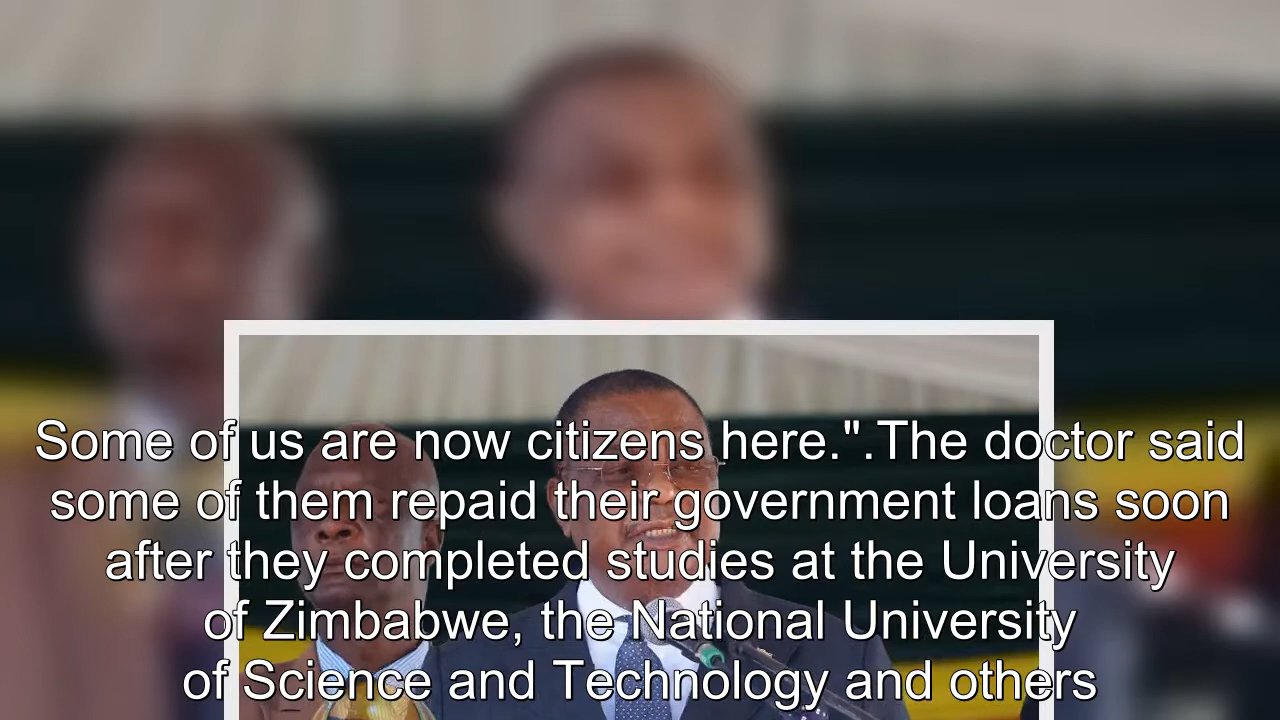 Some of us are now citizens here.".The doctor said
some of them repaid their government loans soon
after they completed studies at the University
of Zimbabwe, the National University
of Science and Technology and others